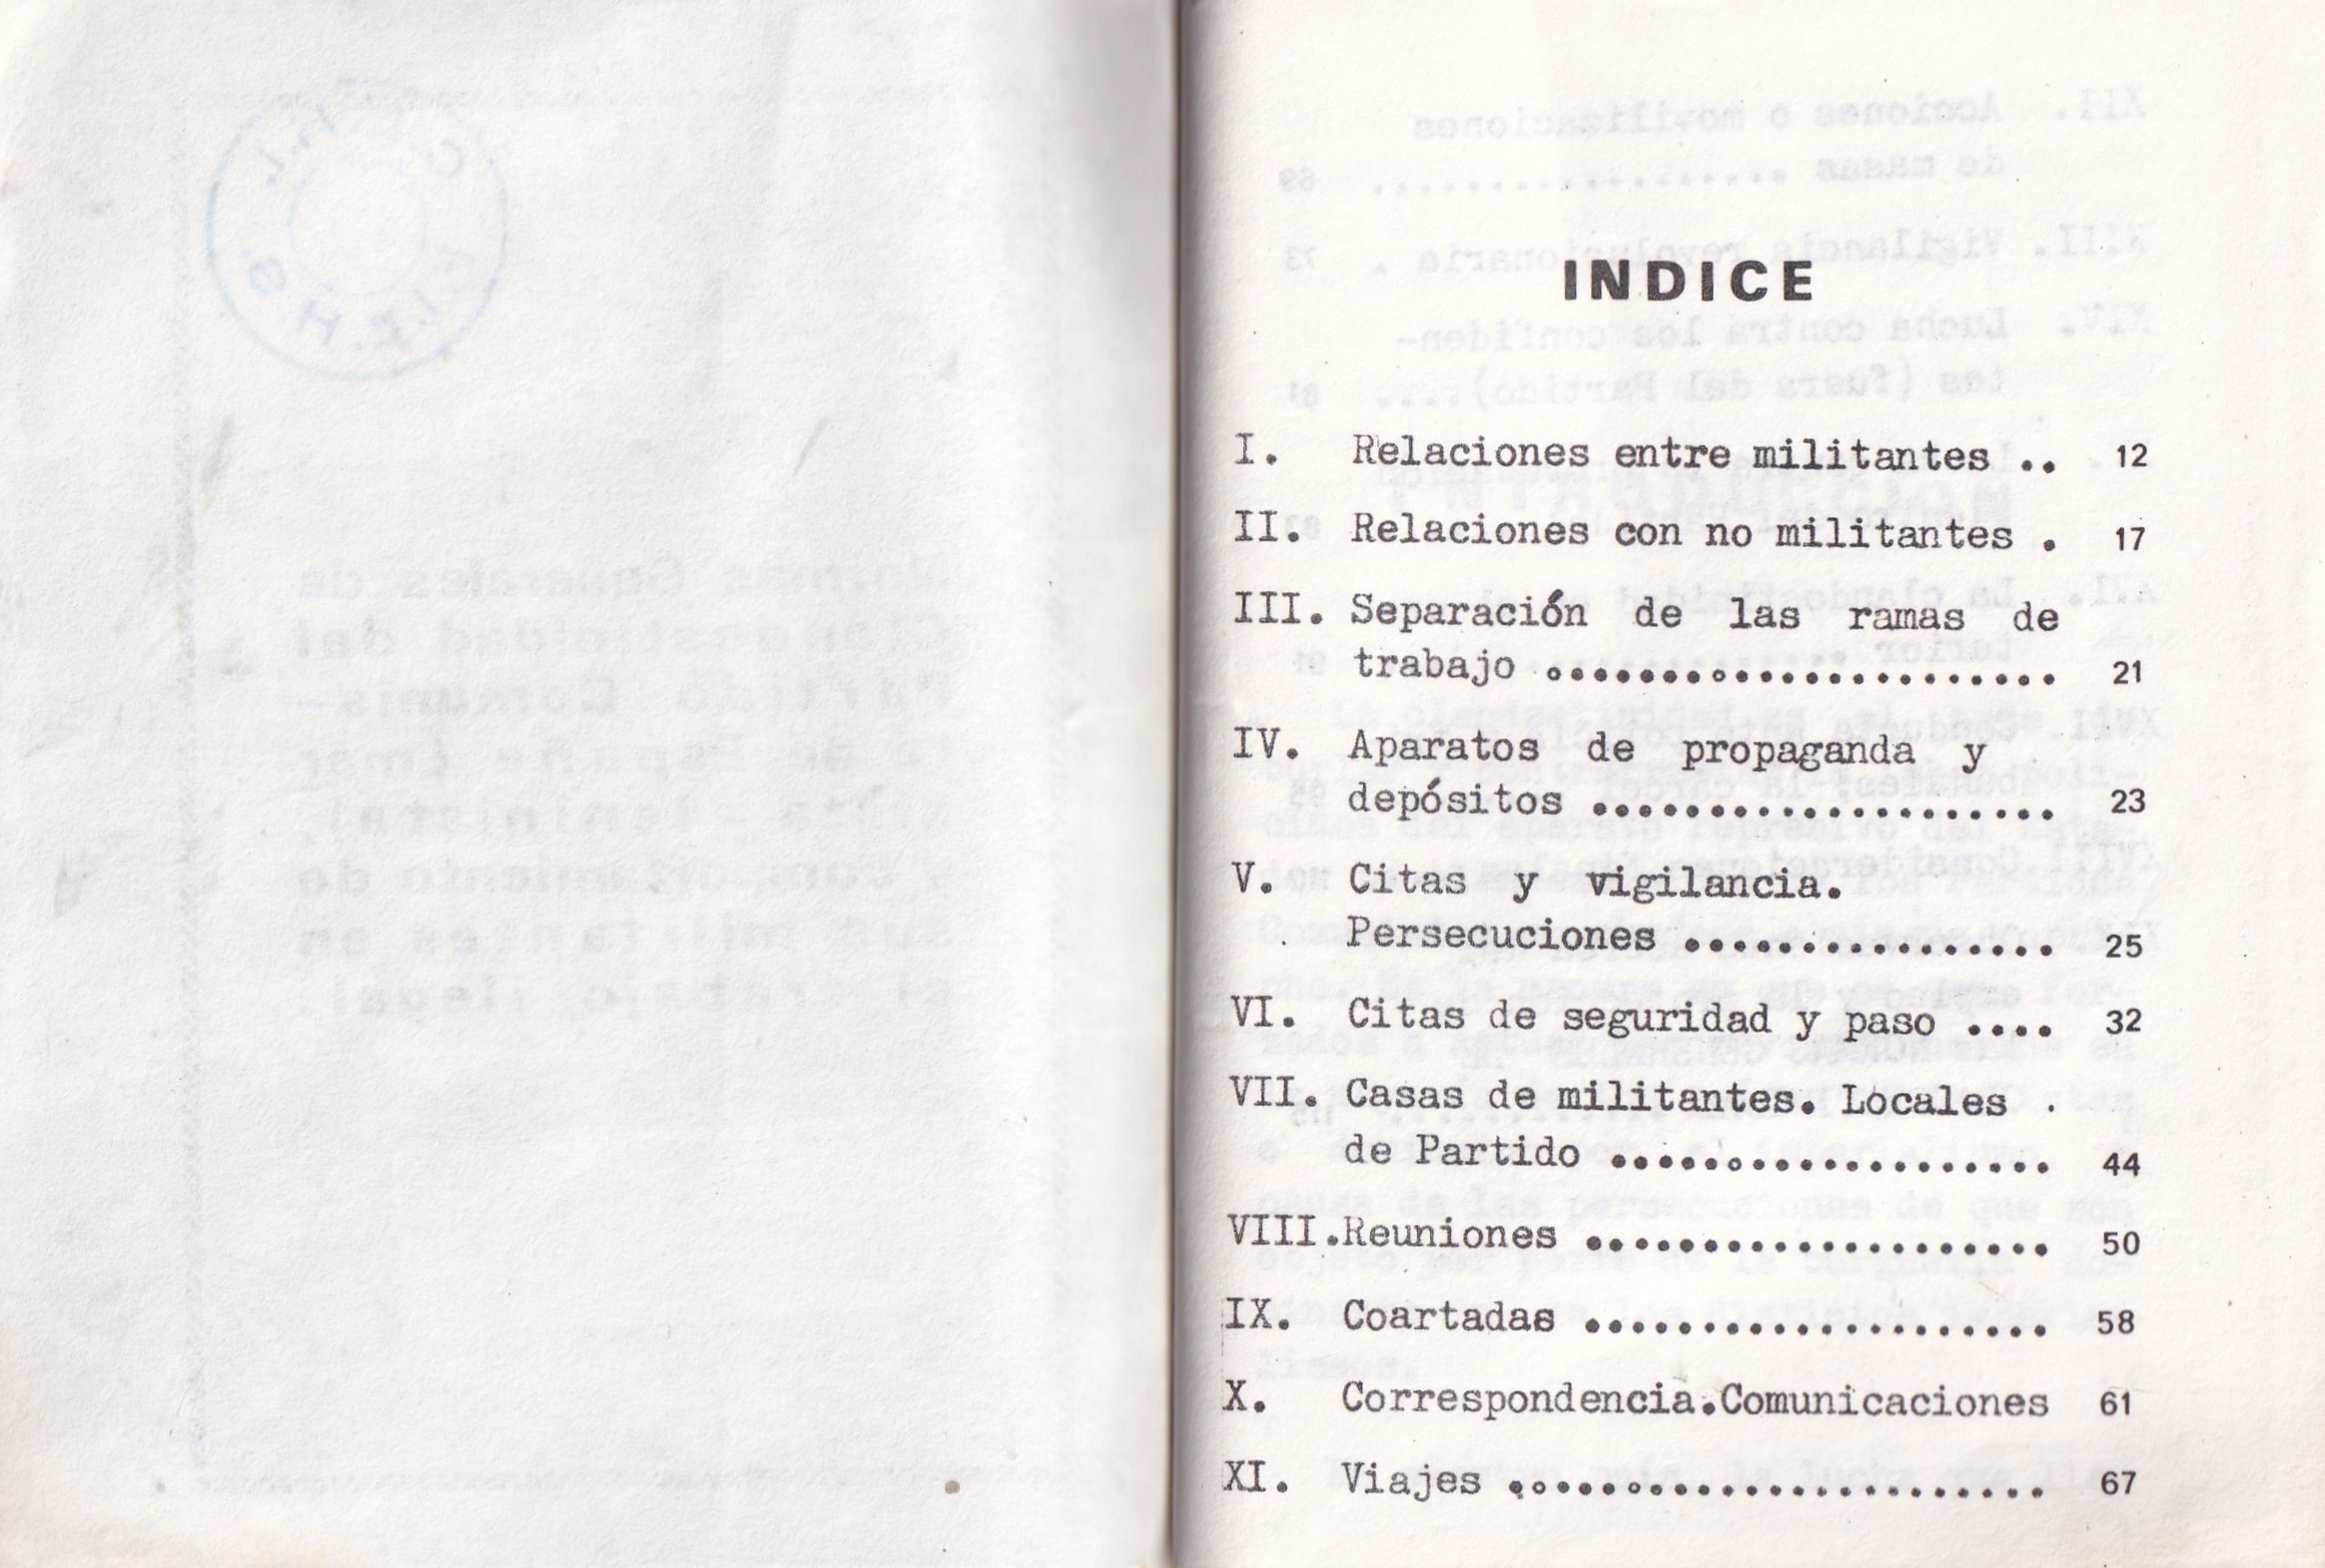 INDICE
I. Relaciones entre militantes .. 12
II. Relaciones con no militantes . 17
III. Separación de las ramas de
trabajo ...................... 21
IV. Aparatos de propaganda y
depósitos .................... 23
V. Citas y vigilancia.
Persecuciones ................ 25
VI. Citas de seguridad y paso .... 32
VII. Casas de militantes. Locales .
de Partido ................... 44
VIII.Reuniones .................... 50
IX. Coartadas .................... 58
X. Correspondencia.Comunicaciones 61
XI. Viajes ....................... 67